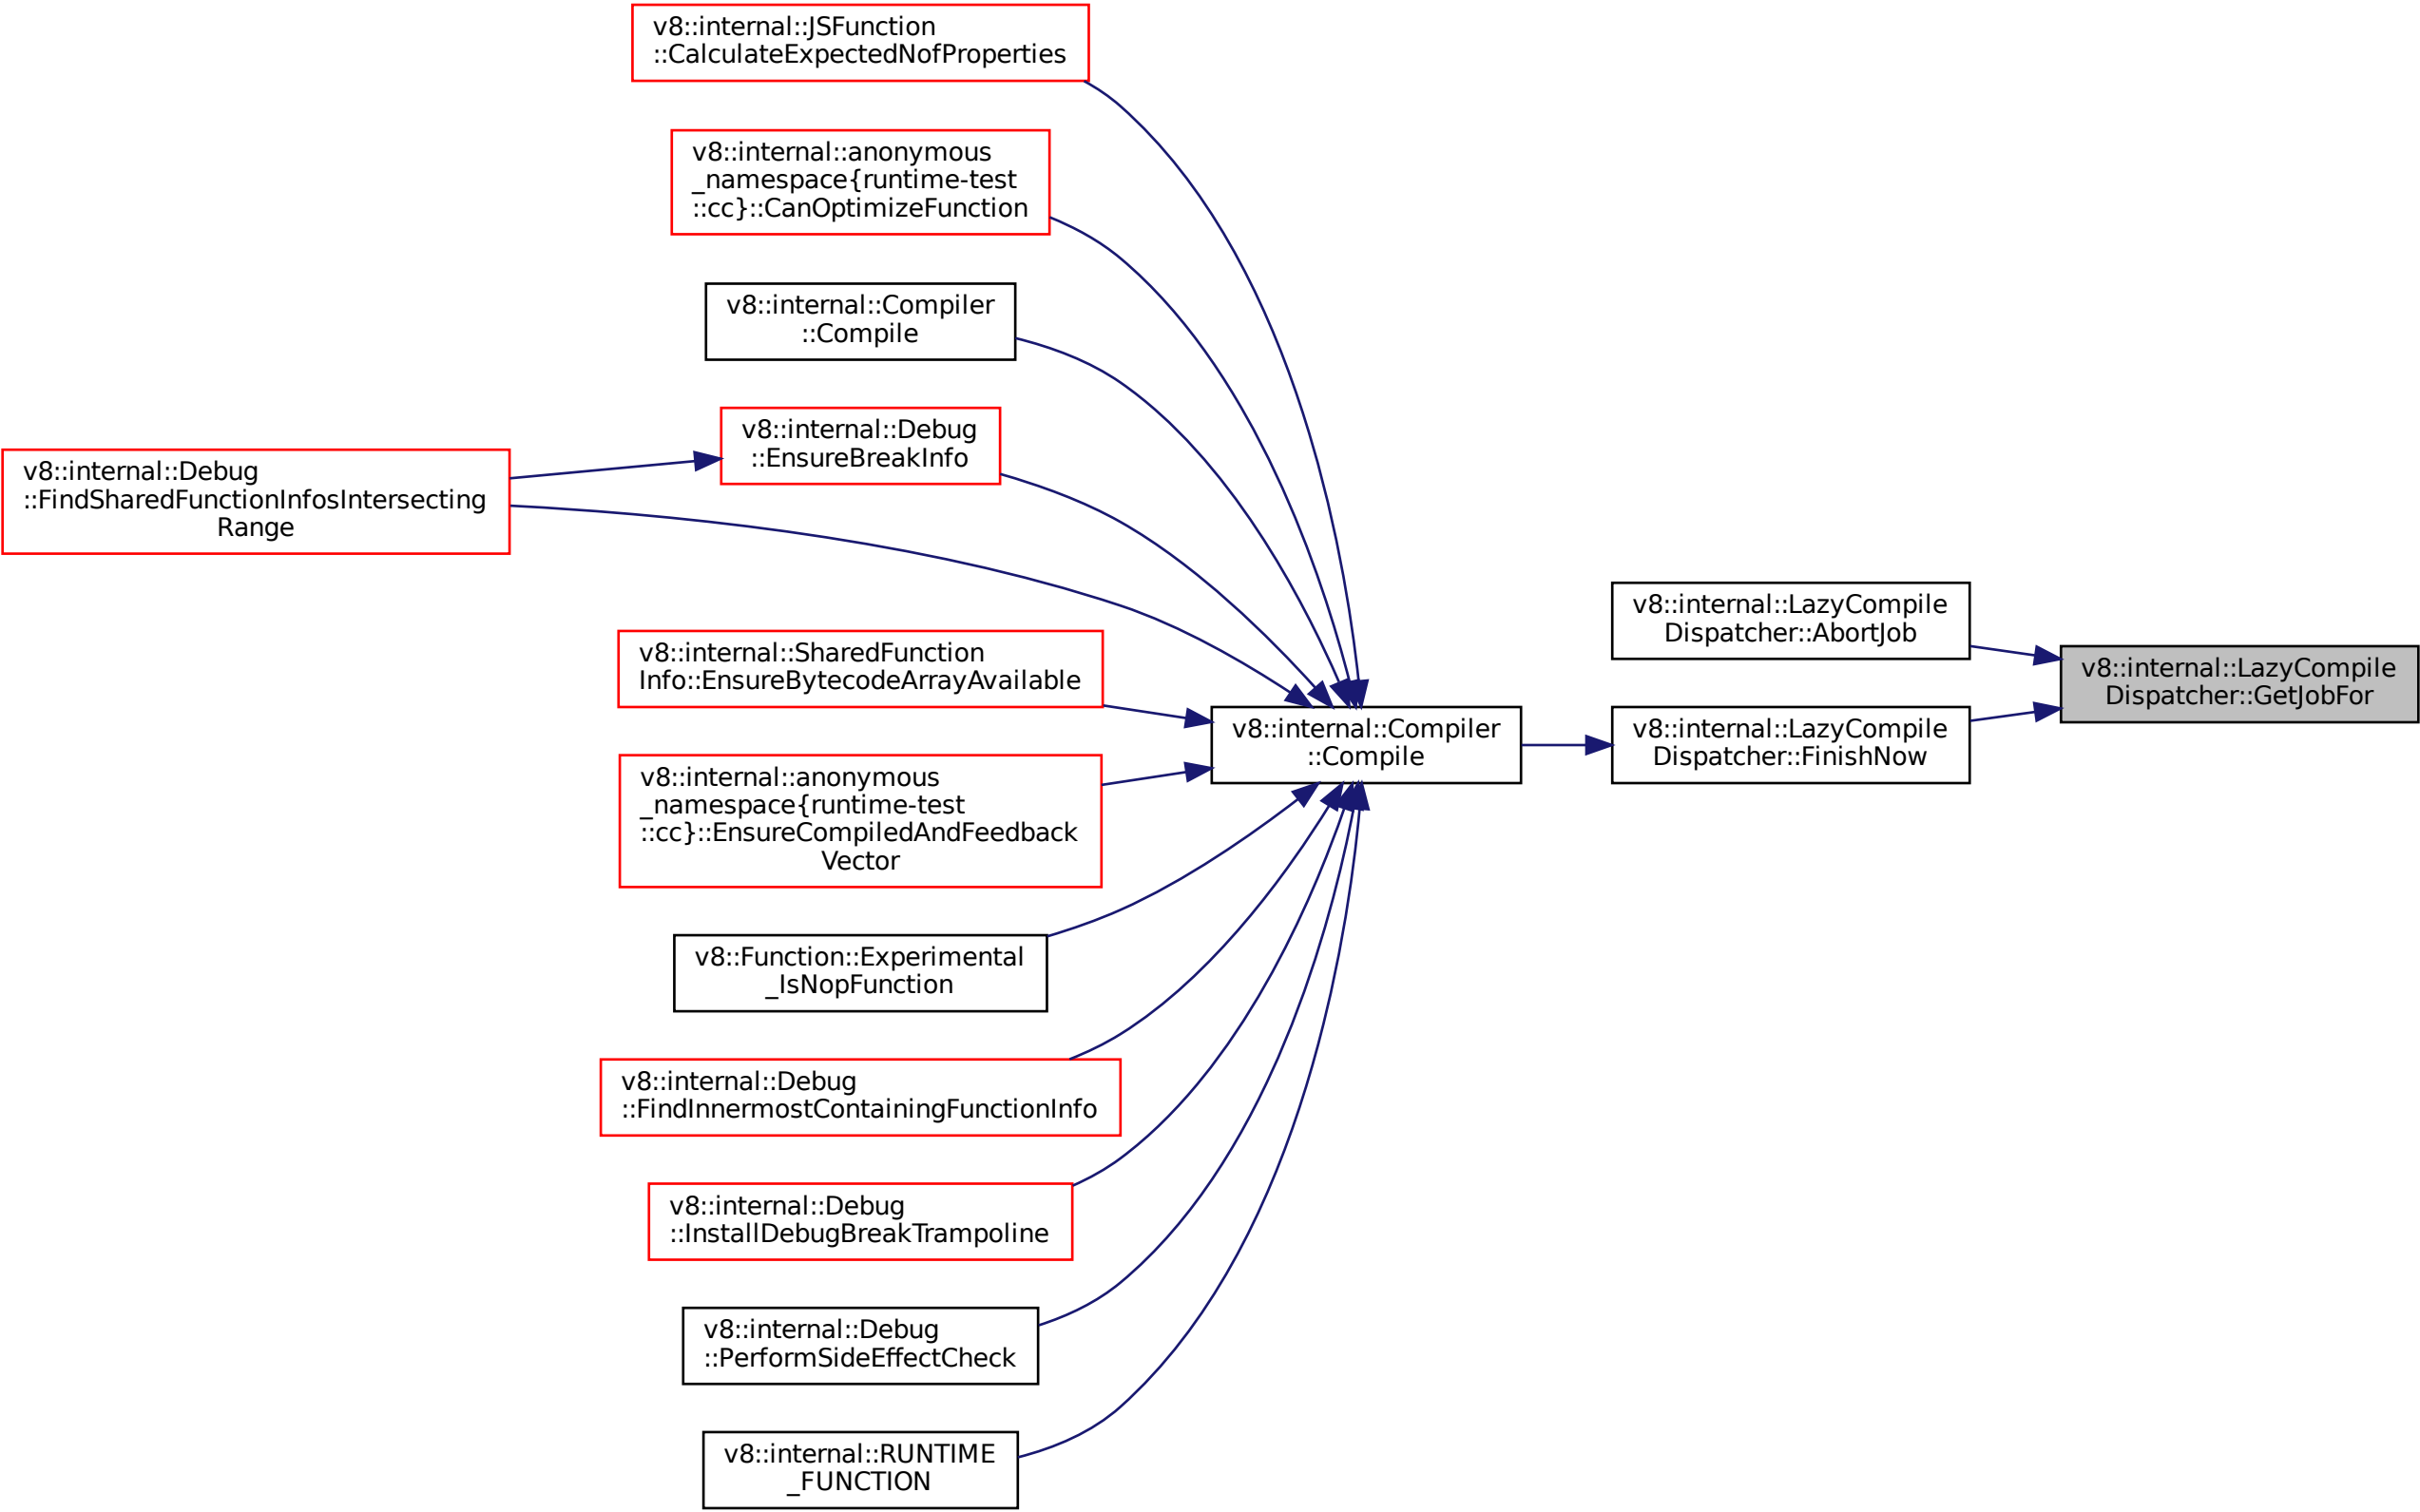 v8::internal::JSFunction
::CalculateExpectedNofProperties
v8::internal::anonymous
_namespace{runtime-test
::cc}::CanOptimizeFunction
v8::internal::Compiler
::Compile
v8::internal::Debug
::EnsureBreakInfo
v8::internal::Debug
::FindSharedFunctionInfosIntersecting
Range
v8::internal::SharedFunction
Info::EnsureBytecodeArrayAvailable
v8::internal::anonymous
_namespace{runtime-test
::cc}::EnsureCompiledAndFeedback
Vector
v8::Function::Experimental
_IsNopFunction
v8::internal::Debug
::FindInnermostContainingFunctionInfo
v8::internal::Debug
::InstallDebugBreakTrampoline
v8::internal::Debug
::PerformSideEffectCheck
v8::internal::RUNTIME
_FUNCTION
v8::internal::Compiler
::Compile
v8::internal::LazyCompile
Dispatcher::AbortJob
v8::internal::LazyCompile
Dispatcher::FinishNow
v8::internal::LazyCompile
Dispatcher::GetJobFor